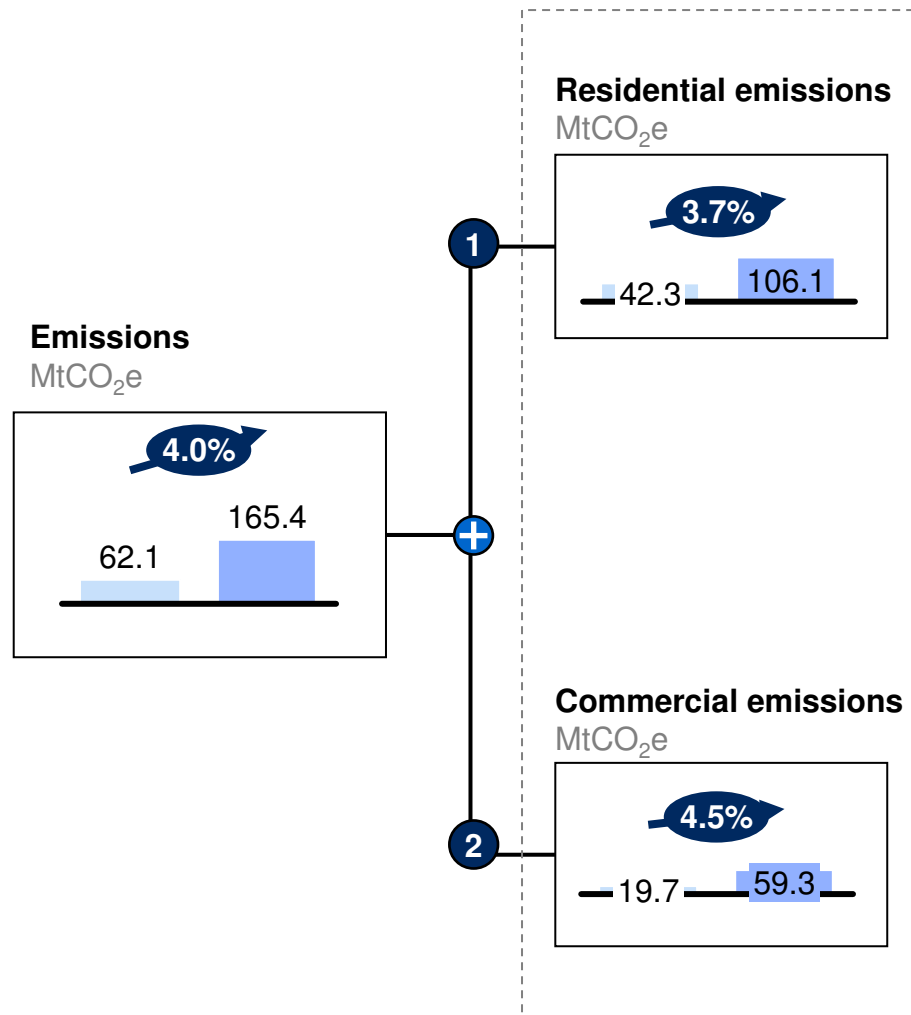 Residential emissions
MtCO₂e
3.7%
42.3
106.1
1
Emissions
MtCO₂e
4.0%
62.1
165.4
Commercial emissions
MtCO₂e
4.5%
19.7
59.3
2